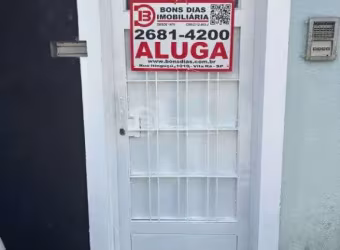 BONS DIAS
IMOBILIÁRIA
2681-4200
ALUGA
www.bonsdias.com.br